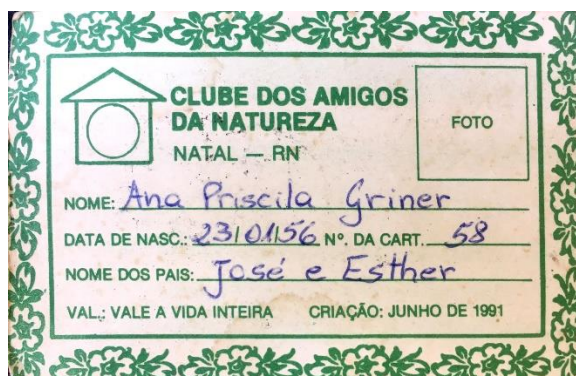 CLUBE DOS AMIGOS
DA NATUREZA
NATAL — RN
FOTO
NOME: Ana Priscila Griner
DATA DE NASC.: 23/01/56 Nº. DA CART. 58
NOME DOS PAIS: José e Esther
VAL.: VALE A VIDA INTEIRA CRIAÇÃO: JUNHO DE 1991